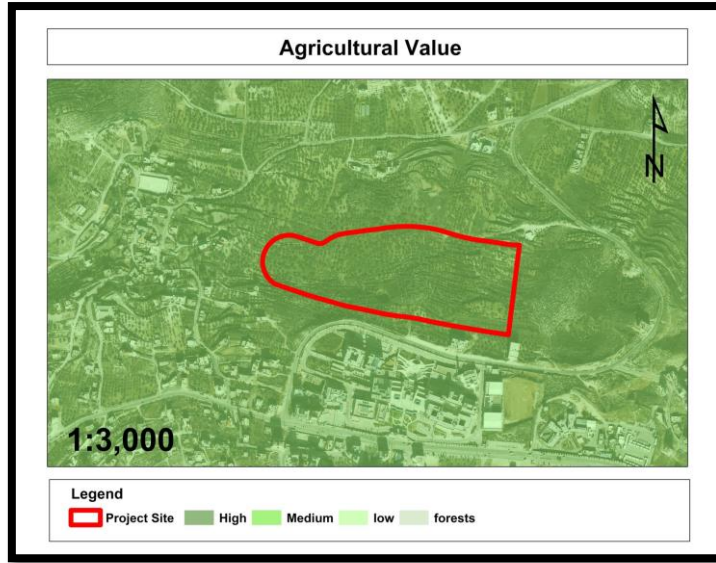 Agricultural Value
N
1:3,000
Legend
Project Site High Medium low forests